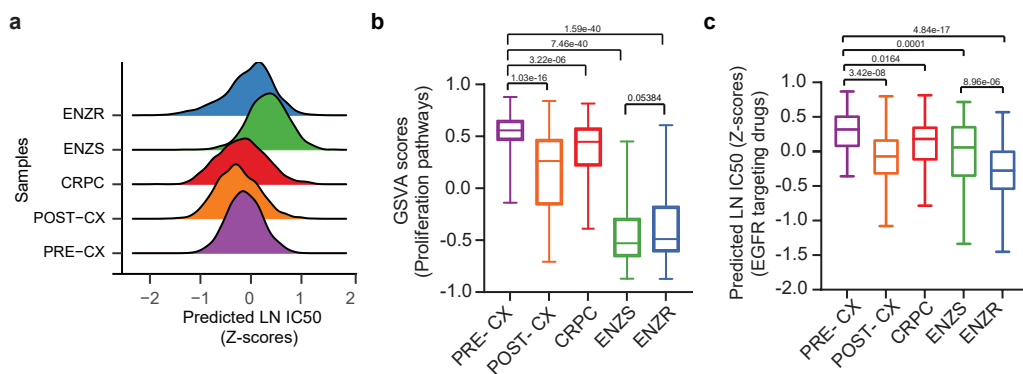 a
Samples
ENZR
ENZS
CRPC
POST−CX
PRE−CX
−2
−1
0
1
2
Predicted LN IC50
(Z-scores)
b
1.59e-40
7.46e-40
3.22e-06
1.03e-16
0.05384
GSVA scores
(Proliferation pathways)
1.0
0.5
0.0
-0.5
-1.0
PRE- CX
POST- CX
CRPC
ENZS
ENZR
c
4.84e-17
0.0001
0.0164
3.42e-08
8.96e-06
Predicted LN IC50 (Z-scores)
(EGFR targeting drugs)
1.0
0.5
0.0
-0.5
-1.0
-1.5
-2.0
PRE- CX
POST- CX
CRPC
ENZS
ENZR